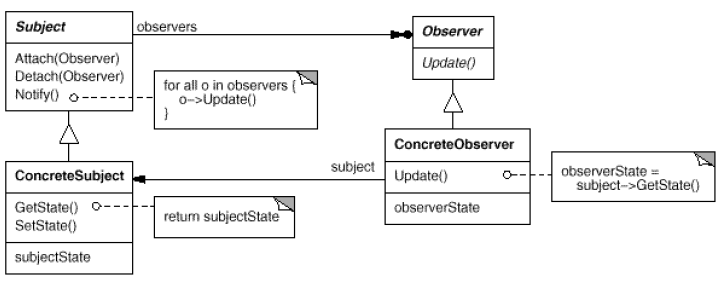 Subject
observers
Observer
Attach(Observer)
Detach(Observer)
Notify()
Update()
for all o in observers {
o->Update()
}
ConcreteSubject
subject
ConcreteObserver
GetState()
SetState()
subjectState
return subjectState
Update()
observerState
observerState =
subject->GetState()